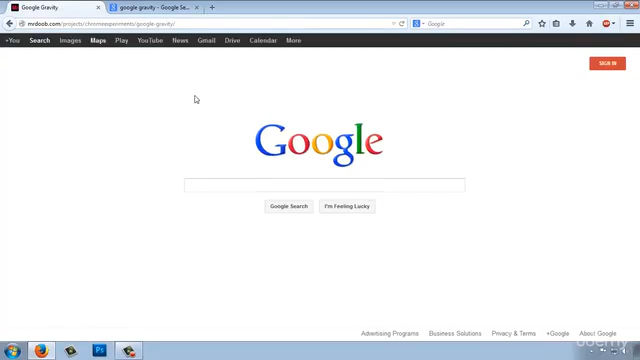 Google Gravity
google gravity - Google Se...
mrdoob.com/projects/chromeexperiments/google-gravity/
Google
+You Search Images Maps Play YouTube News Gmail Drive Calendar More
SIGN IN
Google
Google Search I'm Feeling Lucky
Advertising Programs Business Solutions Privacy & Terms +Google About Google
Ps
udemy